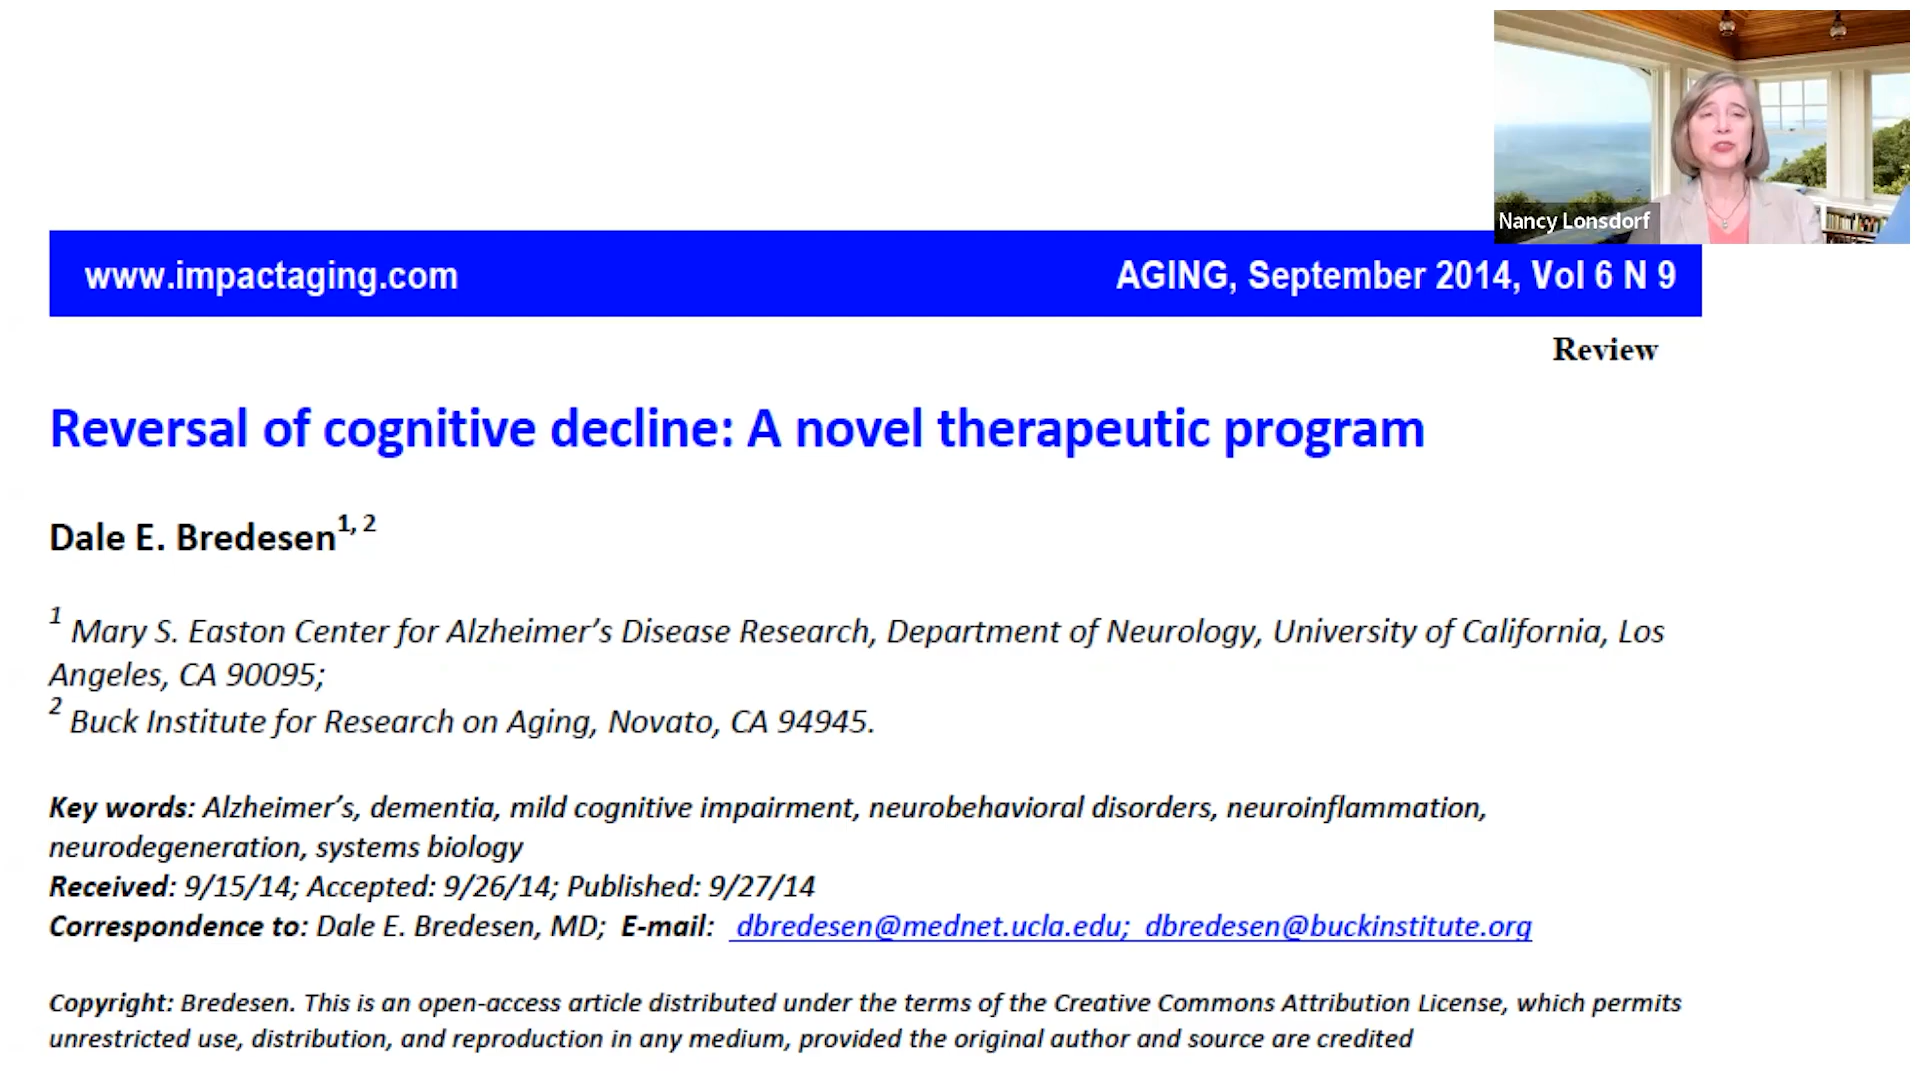 Nancy Lonsdorf
www.impactaging.com AGING, September 2014, Vol 6 N 9
Review
Reversal of cognitive decline: A novel therapeutic program
Dale E. Bredesen1, 2
1 Mary S. Easton Center for Alzheimer’s Disease Research, Department of Neurology, University of California, Los
Angeles, CA 90095;
2 Buck Institute for Research on Aging, Novato, CA 94945.
Key words: Alzheimer’s, dementia, mild cognitive impairment, neurobehavioral disorders, neuroinflammation,
neurodegeneration, systems biology
Received: 9/15/14; Accepted: 9/26/14; Published: 9/27/14
Correspondence to: Dale E. Bredesen, MD; E-mail: dbredesen@mednet.ucla.edu; dbredesen@buckinstitute.org
Copyright: Bredesen. This is an open-access article distributed under the terms of the Creative Commons Attribution License, which permits
unrestricted use, distribution, and reproduction in any medium, provided the original author and source are credited